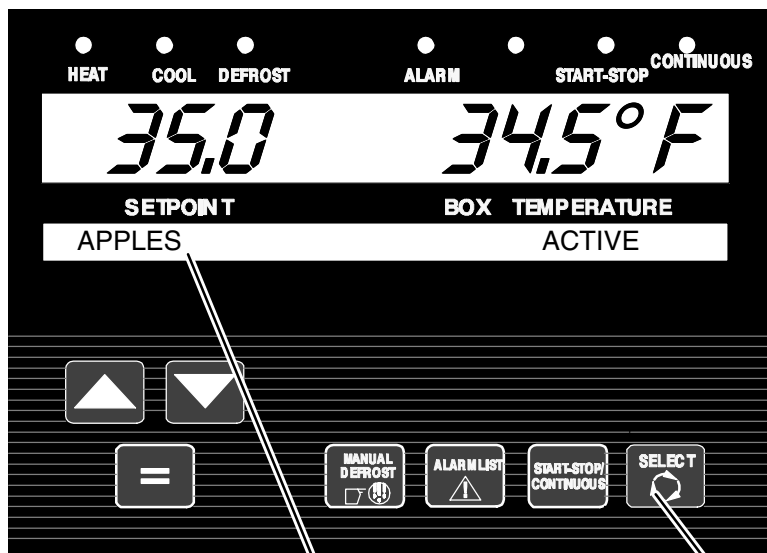 HEAT COOL DEFROST ALARM START-STOP CONTINUOUS
35.0 34.5°F
SETPOINT BOX TEMPERATURE
APPLES ACTIVE
=
MANUAL DEFROST
ALARM LIST
START-STOP/
CONTINUOUS
SELECT